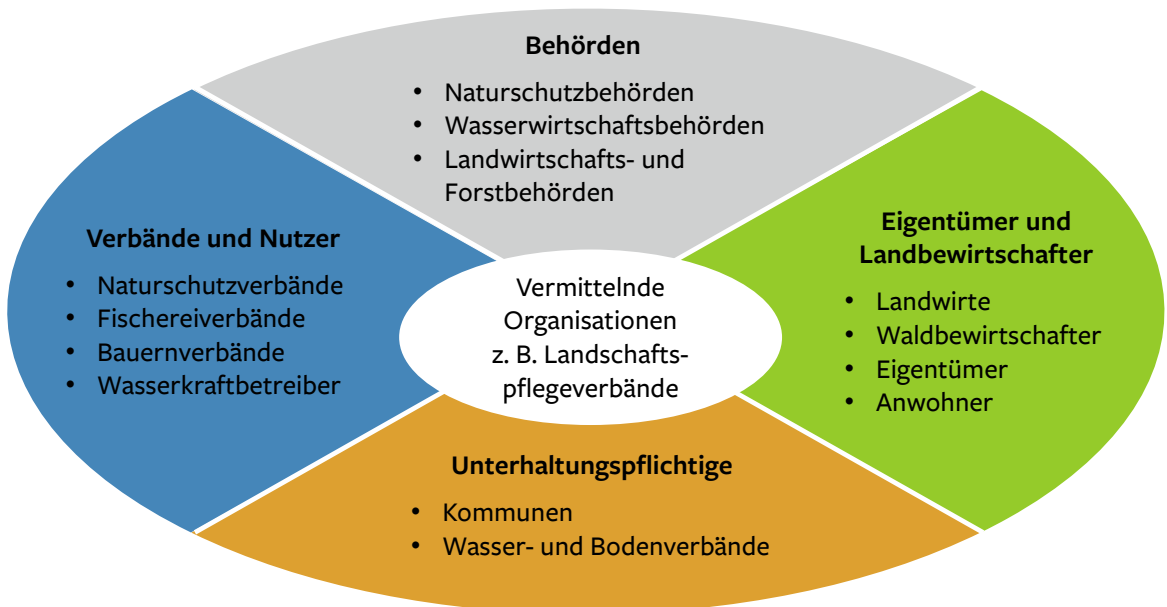 Behörden
• Naturschutzbehörden
• Wasserwirtschaftsbehörden
• Landwirtschafts- und
Forstbehörden
Verbände und Nutzer
• Naturschutzverbände
• Fischereiverbände
• Bauernverbände
• Wasserkraftbetreiber
Vermittelnde
Organisationen
z. B. Landschafts-
pflegeverbände
Eigentümer und
Landbewirtschafter
• Landwirte
• Waldbewirtschafter
• Eigentümer
• Anwohner
Unterhaltungspflichtige
• Kommunen
• Wasser- und Bodenverbände